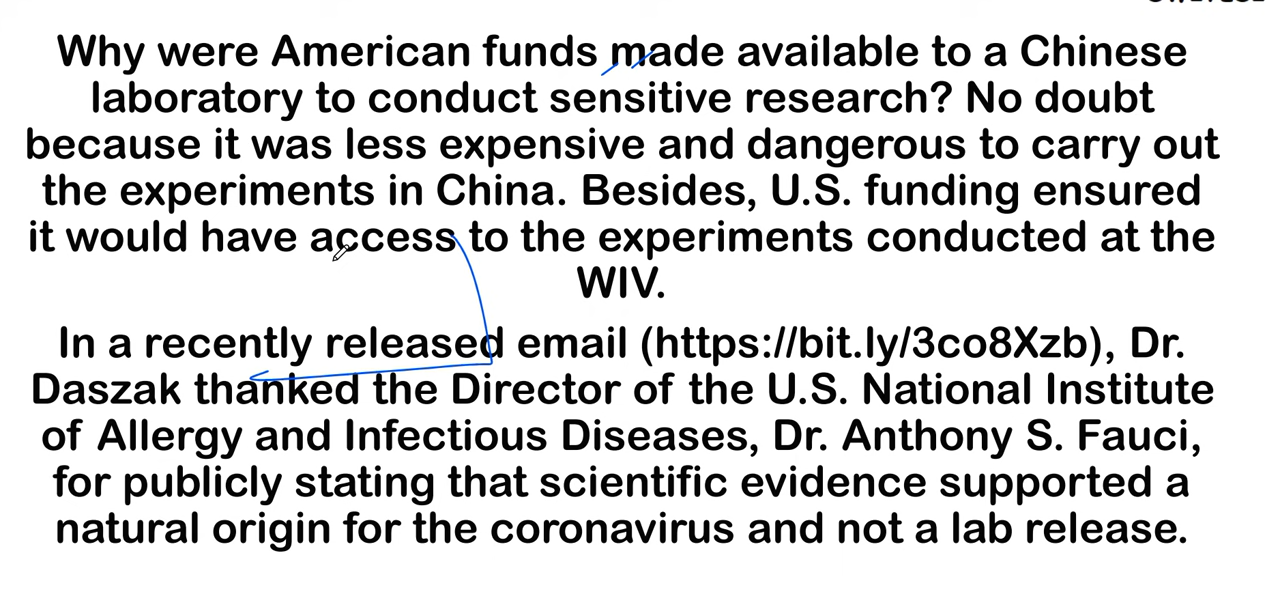 Why were American funds made available to a Chinese
laboratory to conduct sensitive research? No doubt
because it was less expensive and dangerous to carry out
the experiments in China. Besides, U.S. funding ensured
it would have access to the experiments conducted at the
WIV.
In a recently released email (https://bit.ly/3co8Xzb), Dr.
Daszak thanked the Director of the U.S. National Institute
of Allergy and Infectious Diseases, Dr. Anthony S. Fauci,
for publicly stating that scientific evidence supported a
natural origin for the coronavirus and not a lab release.